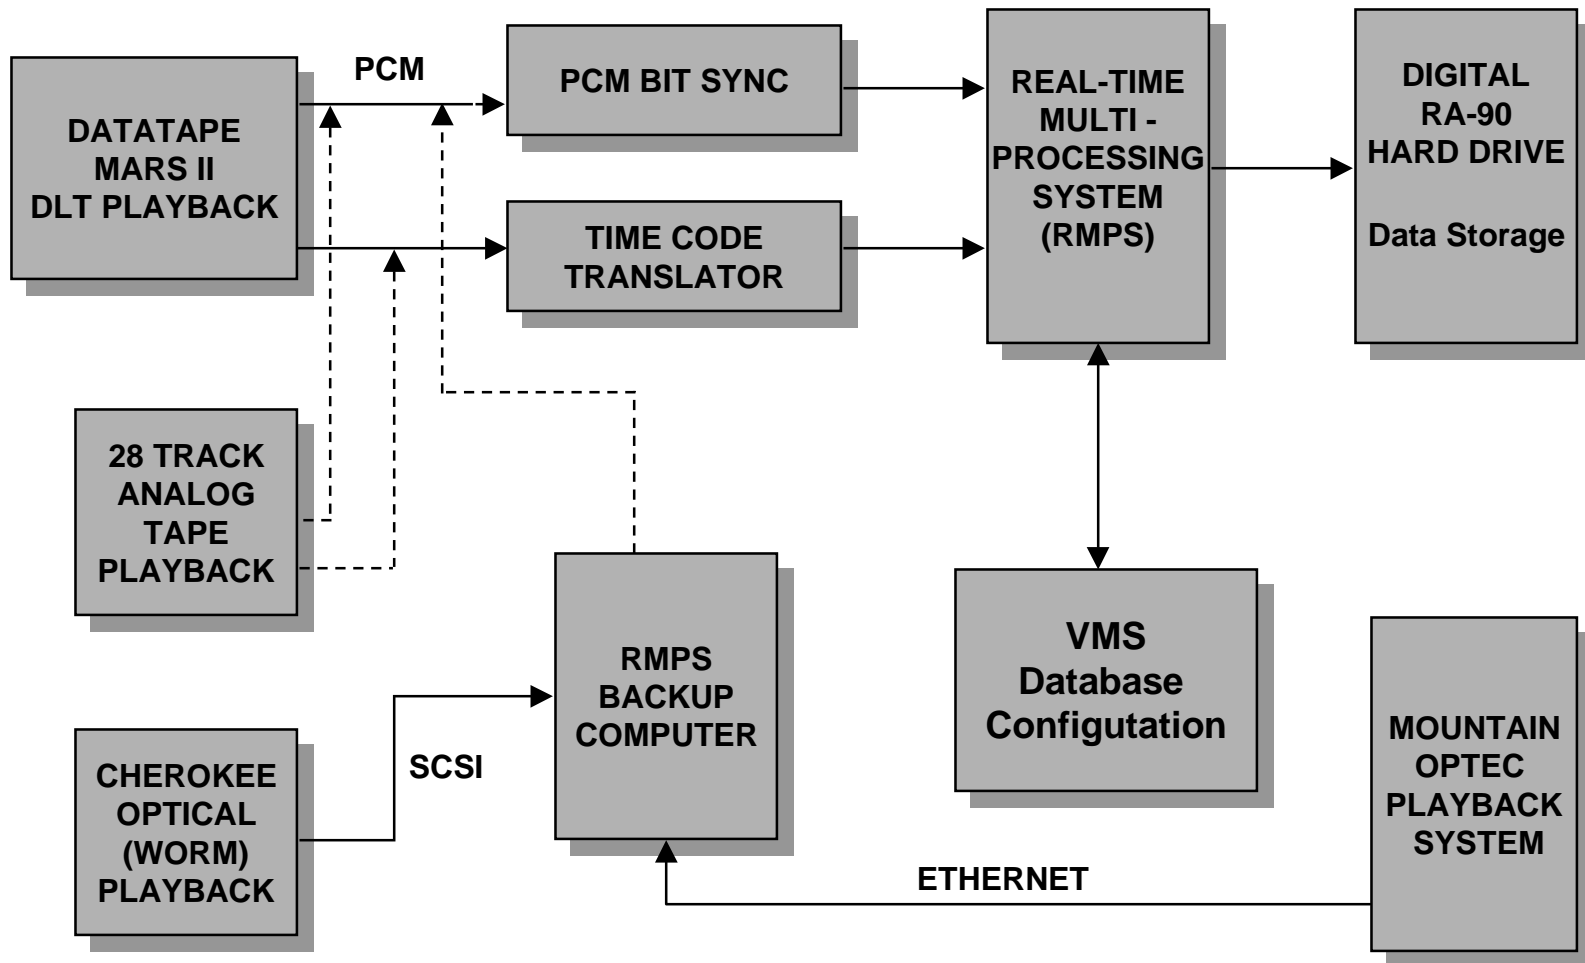 DATATAPE
MARS II
DLT PLAYBACK
PCM
PCM BIT SYNC
TIME CODE
TRANSLATOR
REAL-TIME
MULTI -
PROCESSING
SYSTEM
(RMPS)
DIGITAL
RA-90
HARD DRIVE
Data Storage
28 TRACK
ANALOG
TAPE
PLAYBACK
CHEROKEE
OPTICAL
(WORM)
PLAYBACK
SCSI
RMPS
BACKUP
COMPUTER
VMS
Database
Configutation
ETHERNET
MOUNTAIN
OPTEC
PLAYBACK
SYSTEM